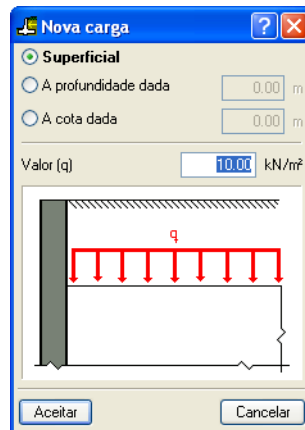 Nova carga
Superficial
A profundidade dada 0.00 m
A cota dada 0.00 m
Valor (q) 10.00 kN/m²
q
Aceitar Cancelar